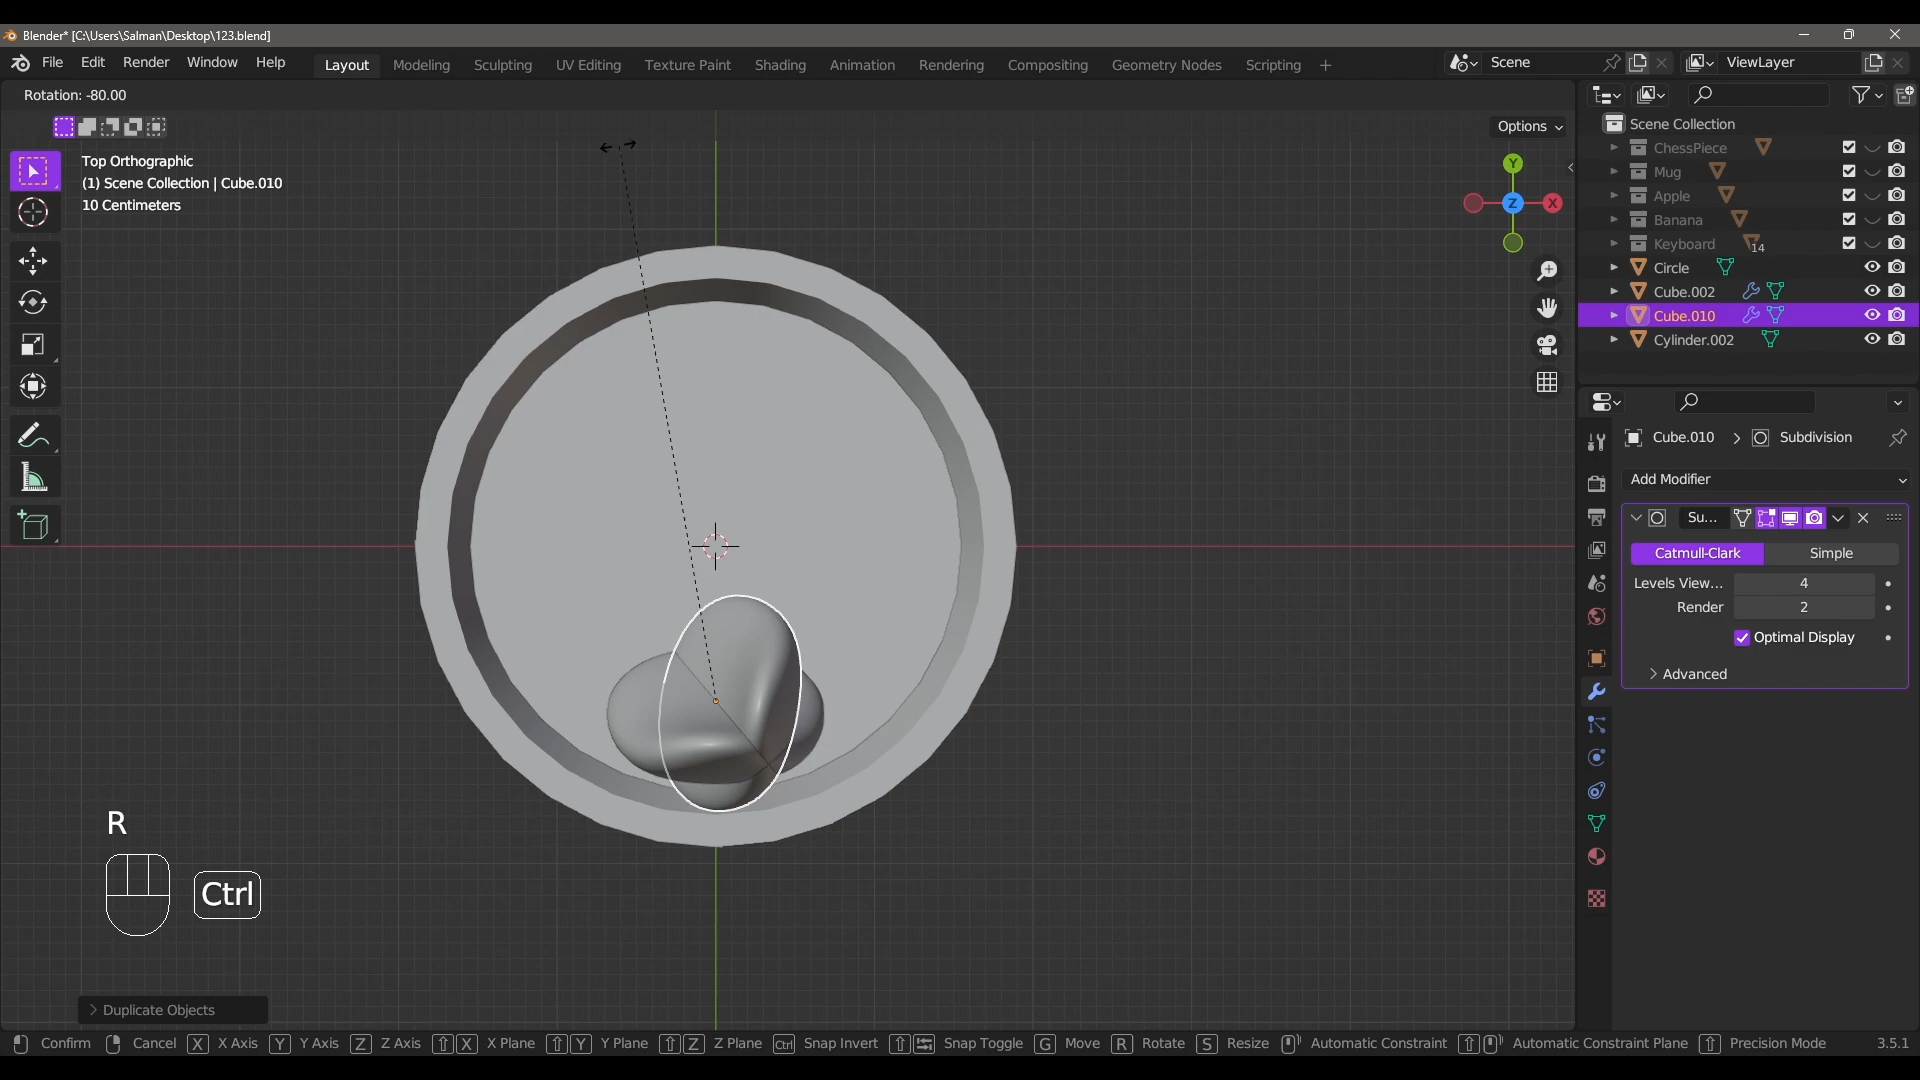 Blender* [C:\Users\Salman\Desktop\123.blend]
File Edit Render Window Help Layout Modeling Sculpting UV Editing Texture Paint Shading Animation Rendering Compositing Geometry Nodes Scripting + Scene ViewLayer
Rotation: -80.00
Options
Top Orthographic
(1) Scene Collection | Cube.010
10 Centimeters
Y
Z X
Scene Collection
ChessPiece
Mug
Apple
Banana
Keyboard 14
Circle
Cube.002
Cube.010
Cylinder.002
Cube.010 > Subdivision
Add Modifier
Su...
Catmull-Clark Simple
Levels View... 4
Render 2
Optimal Display
Advanced
R
Ctrl
Duplicate Objects
Confirm Cancel X X Axis Y Y Axis Z Z Axis X X Plane Y Y Plane Z Z Plane Ctrl Snap Invert Snap Toggle G Move R Rotate S Resize Automatic Constraint Automatic Constraint Plane Precision Mode 3.5.1